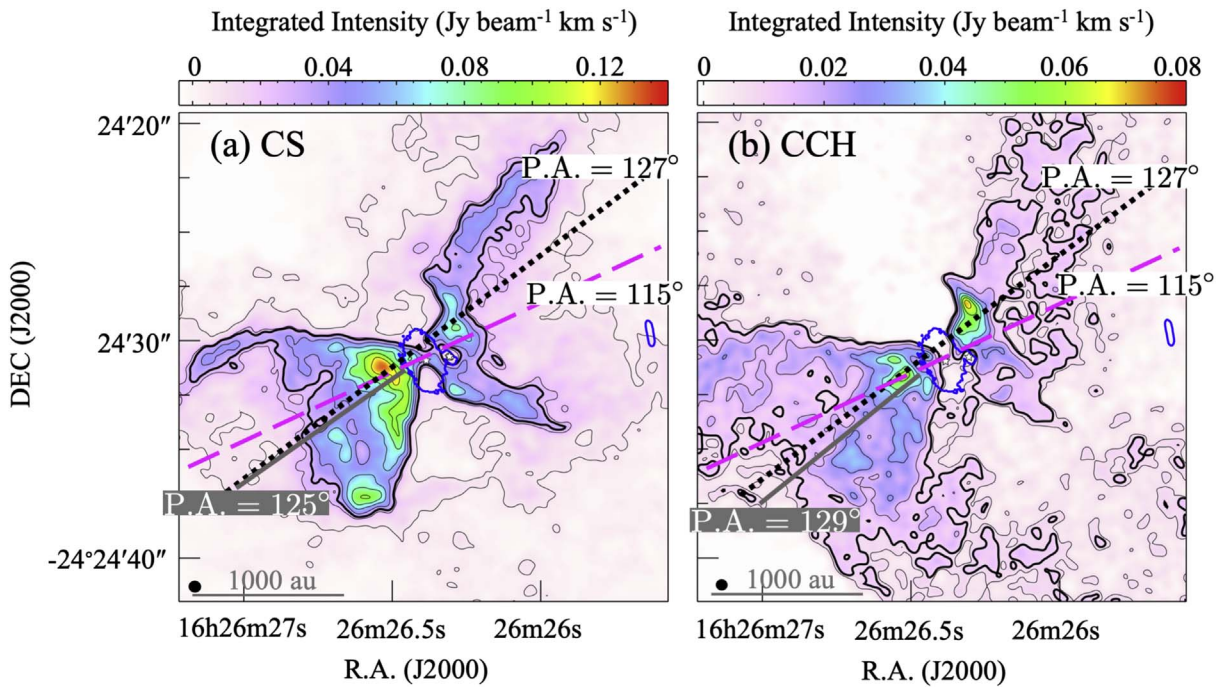 Integrated Intensity (Jy beam⁻¹ km s⁻¹)
0 0.04 0.08 0.12
(a) CS
P.A. = 127°
P.A. = 115°
P.A. = 125°
1000 au
24′20″
24′30″
-24°24′40″
DEC (J2000)
16h26m27s 26m26.5s 26m26s
R.A. (J2000)
Integrated Intensity (Jy beam⁻¹ km s⁻¹)
0 0.02 0.04 0.06 0.08
(b) CCH
P.A. = 127°
P.A. = 115°
P.A. = 129°
1000 au
16h26m27s 26m26.5s 26m26s
R.A. (J2000)